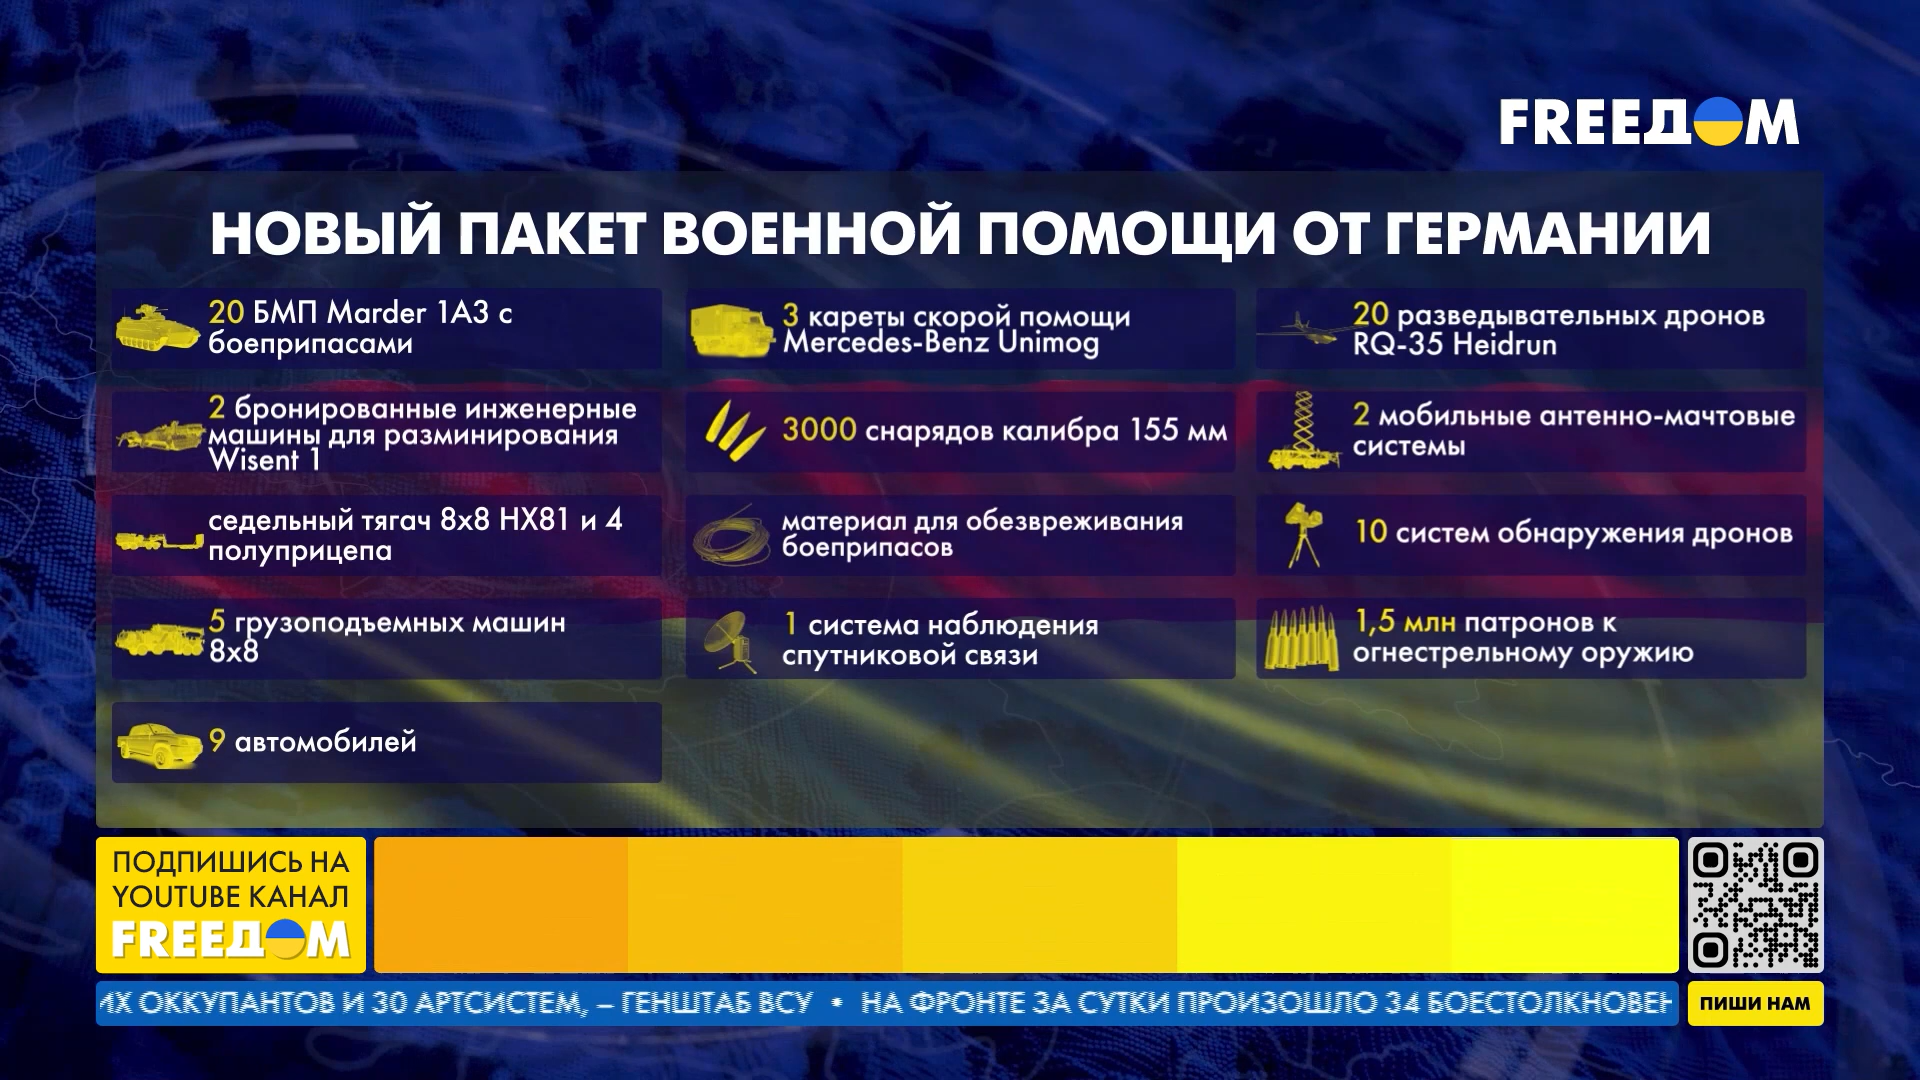 FREEДOM
НОВЫЙ ПАКЕТ ВОЕННОЙ ПОМОЩИ ОТ ГЕРМАНИИ
20 БМП Marder 1A3 с
боеприпасами
2 бронированные инженерные
машины для разминирования
Wisent 1
седельный тягач 8x8 HX81 и 4
полуприцепа
5 грузоподъемных машин
8x8
9 автомобилей
3 кареты скорой помощи
Mercedes-Benz Unimog
3000 снарядов калибра 155 мм
материал для обезвреживания
боеприпасов
1 система наблюдения
спутниковой связи
20 разведывательных дронов
RQ-35 Heidrun
2 мобильные антенно-мачтовые
системы
10 систем обнаружения дронов
1,5 млн патронов к
огнестрельному оружию
ПОДПИШИСЬ НА
YOUTUBE КАНАЛ
FREEДOM
ИХ ОККУПАНТОВ И 30 АРТСИСТЕМ, – ГЕНШТАБ ВСУ • НА ФРОНТЕ ЗА СУТКИ ПРОИЗОШЛО 34 БОЕСТОЛКНОВЕН
ПИШИ НАМ